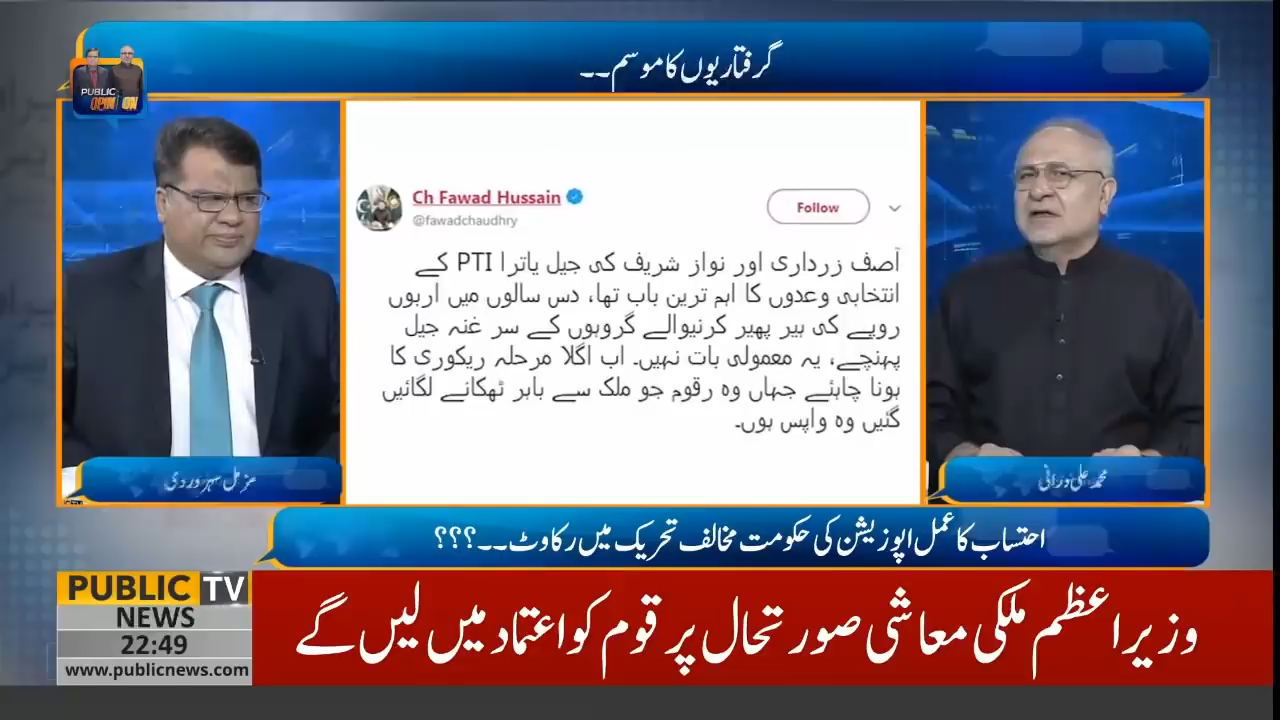 گرفتاریوں کا موسم۔۔
PUBLIC
OPINION
Ch Fawad Hussain
@fawadchaudhry
Follow
آصف زرداری اور نواز شریف کی جیل یاترا PTI کے
انتخابی وعدوں کا اہم ترین باب تھا، دس سالوں میں اربوں
روپے کی ہیر پھیر کرنیوالے گروہوں کے سر غنہ جیل
پہنچے، یہ معمولی بات نہیں۔ اب اگلا مرحلہ ریکوری کا
ہونا چاہئے جہاں وہ رقوم جو ملک سے باہر ٹھکانے لگائیں
گئیں وہ واپس ہوں۔
مزمل سہروردی
محمد علی درانی
احتساب کا عمل اپوزیشن کی حکومت مخالف تحریک میں رکاوٹ۔۔؟؟؟
PUBLIC TV
NEWS
22:49
www.publicnews.com
وزیراعظم ملکی معاشی صورتحال پر قوم کو اعتماد میں لیں گے